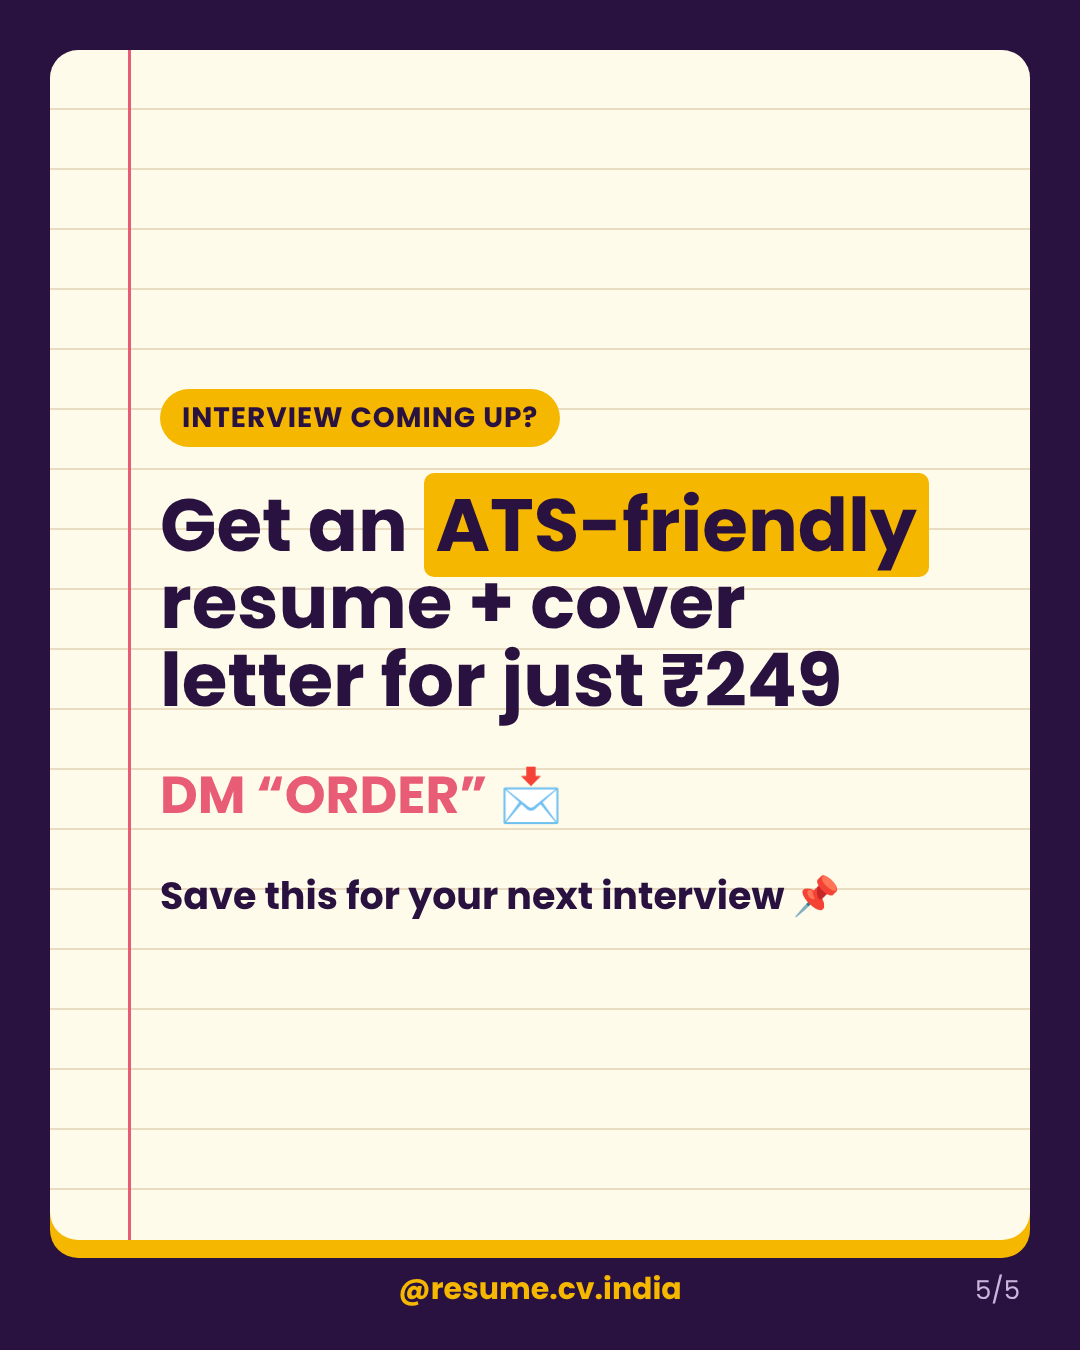 INTERVIEW COMING UP?
Get an ATS-friendly
resume + cover
letter for just ₹249
DM “ORDER” 📩
Save this for your next interview 📌
@resume.cv.india
5/5